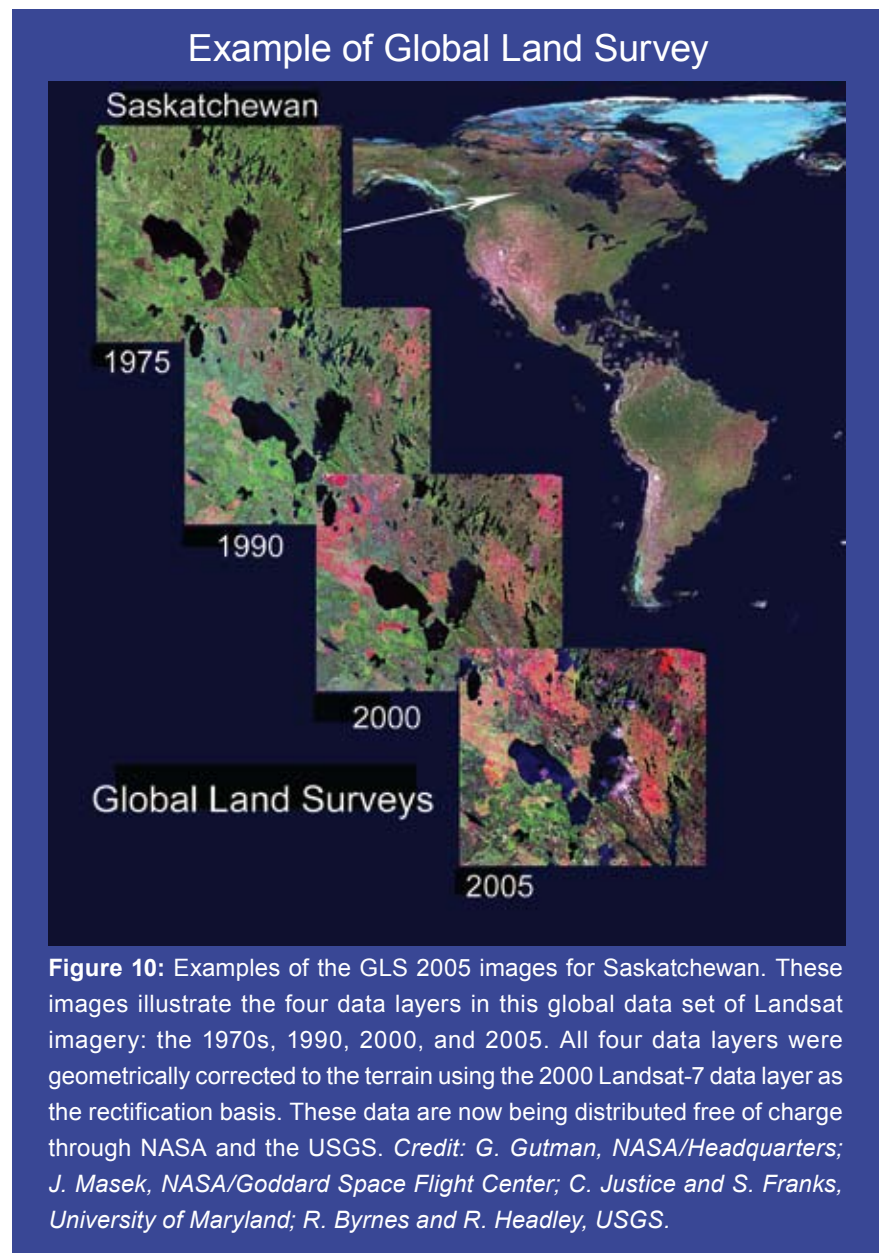 Example of Global Land Survey
Saskatchewan
1975
1990
2000
Global Land Surveys
2005
Figure 10: Examples of the GLS 2005 images for Saskatchewan. These
images illustrate the four data layers in this global data set of Landsat
imagery: the 1970s, 1990, 2000, and 2005. All four data layers were
geometrically corrected to the terrain using the 2000 Landsat-7 data layer as
the rectification basis. These data are now being distributed free of charge
through NASA and the USGS. Credit: G. Gutman, NASA/Headquarters;
J. Masek, NASA/Goddard Space Flight Center; C. Justice and S. Franks,
University of Maryland; R. Byrnes and R. Headley, USGS.